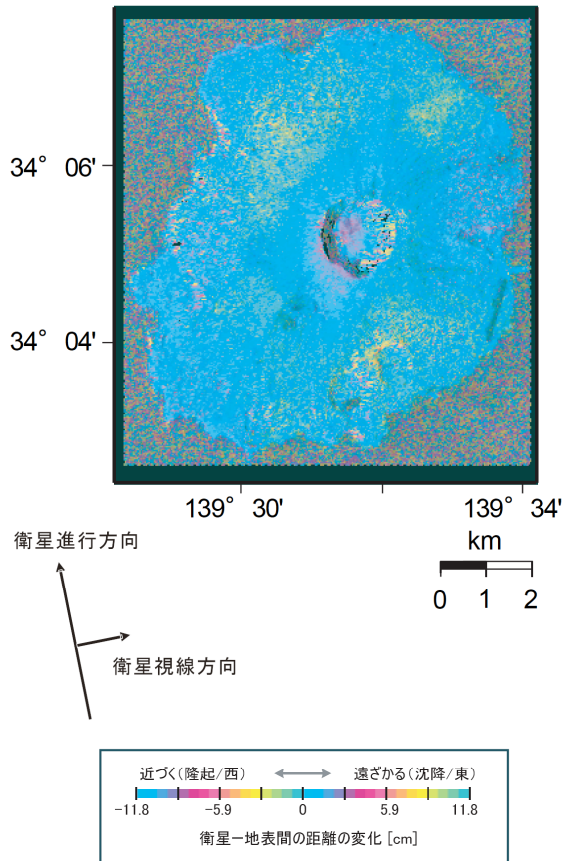 34° 06'
34° 04'
139° 30'
139° 34'
km
0 1 2
衛星進行方向
衛星視線方向
近づく(隆起/西) 遠ざかる(沈降/東)
-11.8 -5.9 0 5.9 11.8
衛星ー地表間の距離の変化 [cm]